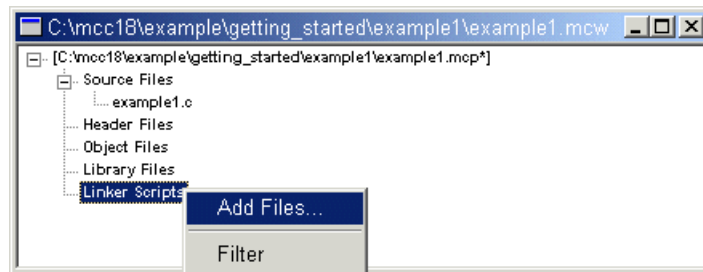 C:\mcc18\example\getting_started\example1\example1.mcw
[C:\mcc18\example\getting_started\example1\example1.mcp*]
Source Files
example1.c
Header Files
Object Files
Library Files
Linker Scripts
Add Files...
Filter